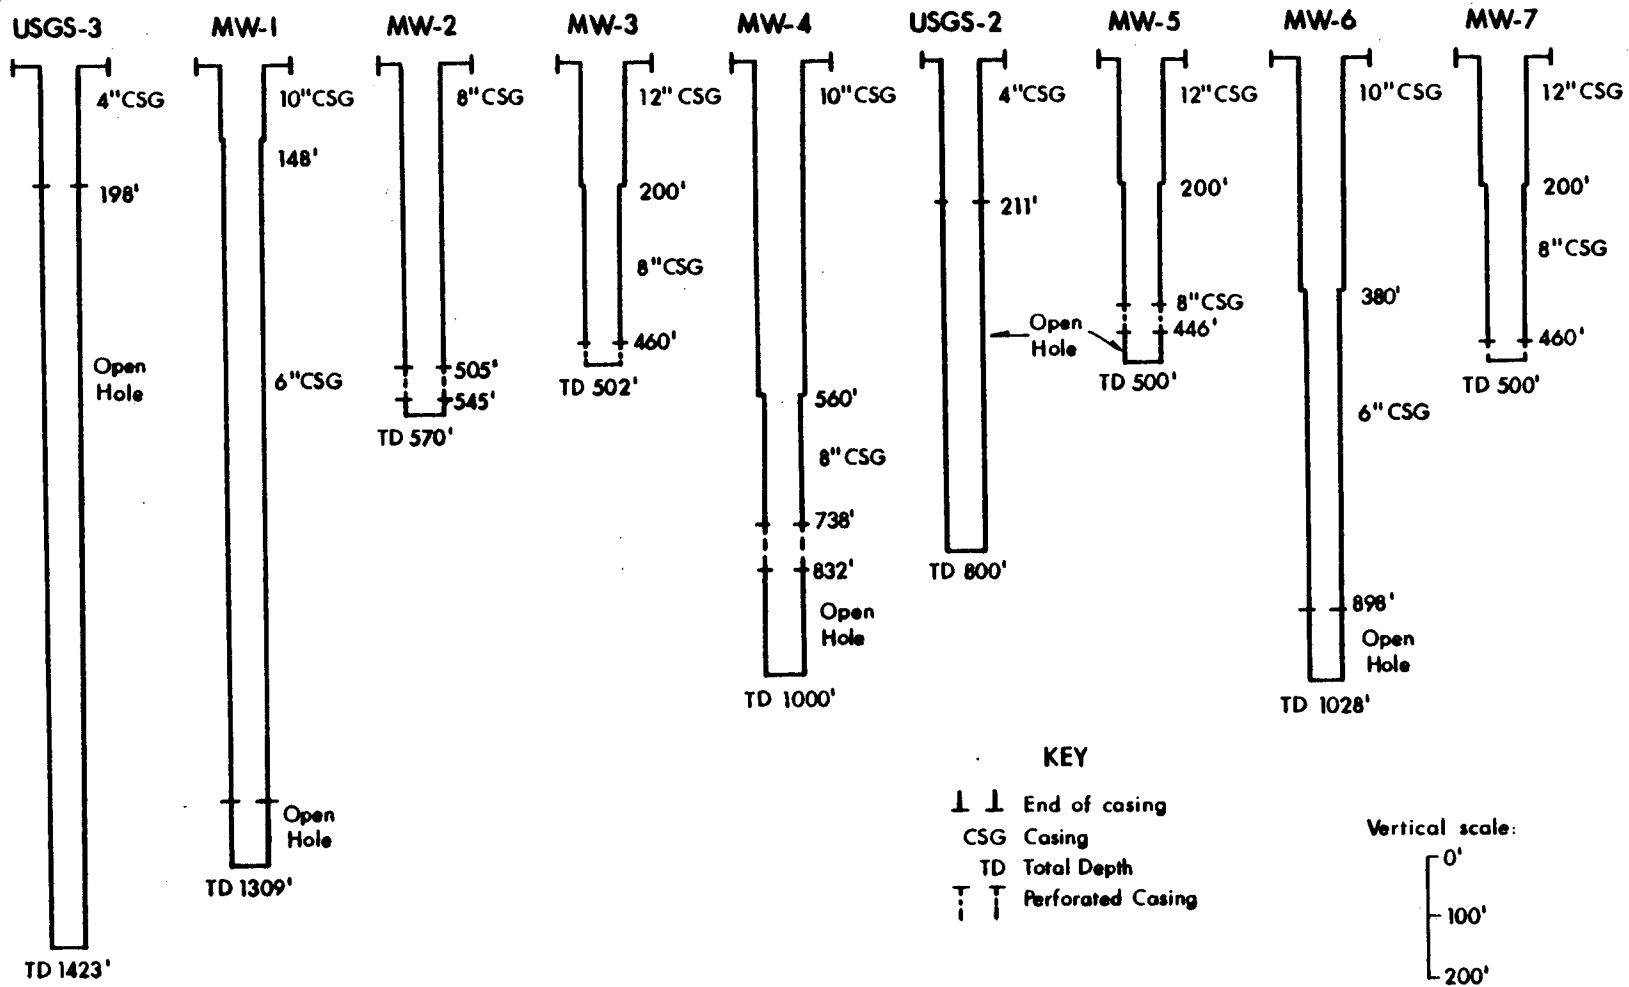 USGS-3
4"CSG
198'
Open
Hole
TD 1423'
MW-1
10"CSG
148'
6"CSG
Open
Hole
TD 1309'
MW-2
8"CSG
505'
545'
TD 570'
MW-3
12"CSG
200'
8"CSG
460'
TD 502'
MW-4
10"CSG
560'
8"CSG
738'
832'
Open
Hole
TD 1000'
USGS-2
4"CSG
211'
Open
Hole
TD 800'
MW-5
12"CSG
200'
8"CSG
446'
TD 500'
MW-6
10"CSG
380'
6"CSG
898'
Open
Hole
TD 1028'
MW-7
12"CSG
200'
8"CSG
460'
TD 500'
KEY
End of casing
CSG Casing
TD Total Depth
Perforated Casing
Vertical scale:
0'
100'
200'